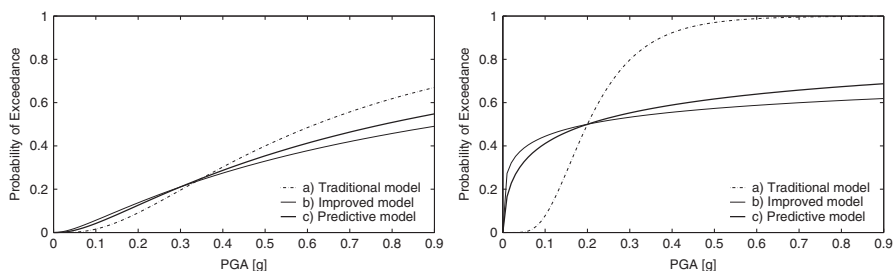 Probability of Exceedance
1
0.8
0.6
0.4
0.2
0
a) Traditional model
b) Improved model
c) Predictive model
0 0.1 0.2 0.3 0.4 0.5 0.6 0.7 0.8 0.9
PGA [g]
Probability of Exceedance
1
0.8
0.6
0.4
0.2
0
a) Traditional model
b) Improved model
c) Predictive model
0 0.1 0.2 0.3 0.4 0.5 0.6 0.7 0.8 0.9
PGA [g]